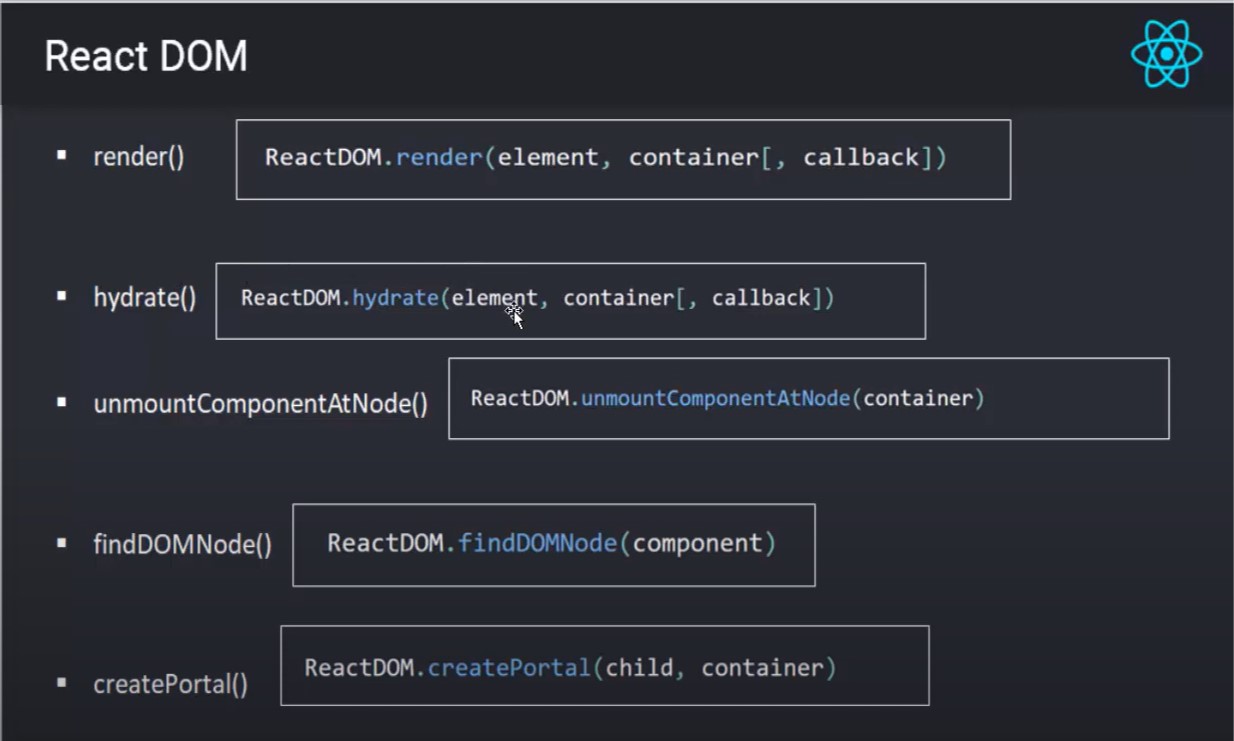 React DOM
▪ render() ReactDOM.render(element, container[, callback])
▪ hydrate() ReactDOM.hydrate(element, container[, callback])
▪ unmountComponentAtNode() ReactDOM.unmountComponentAtNode(container)
▪ findDOMNode() ReactDOM.findDOMNode(component)
▪ createPortal() ReactDOM.createPortal(child, container)